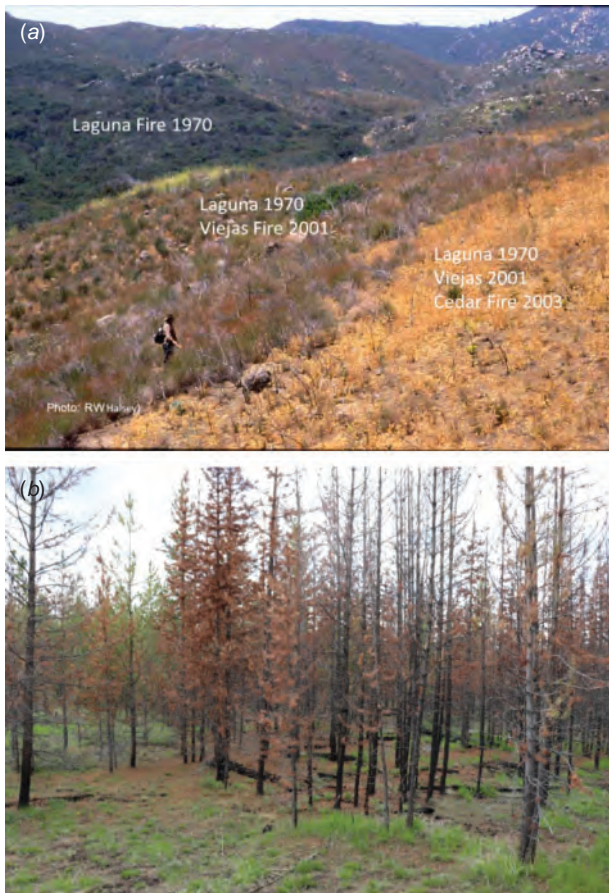 (a)
Laguna Fire 1970
Laguna 1970
Viejas Fire 2001
Laguna 1970
Viejas 2001
Cedar Fire 2003
Photo: RW Halsey)
(b)